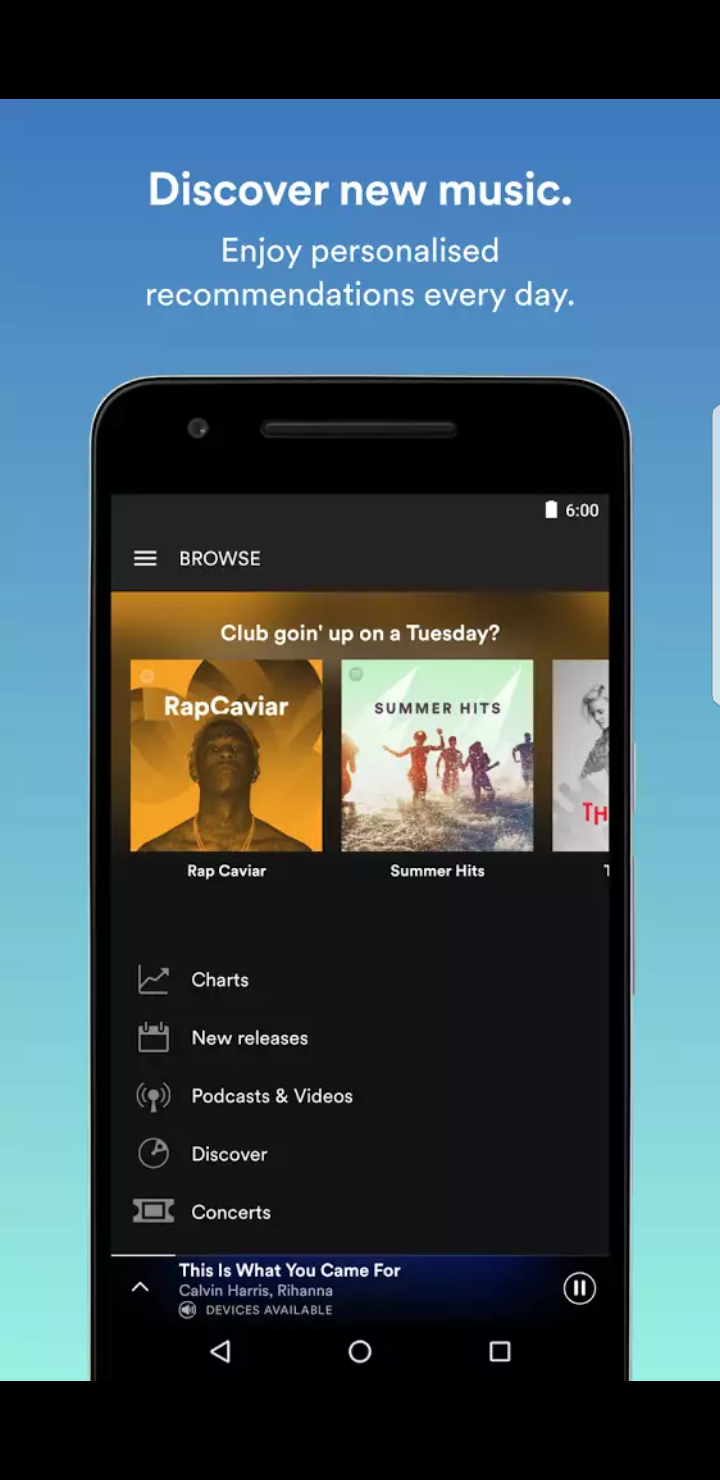 Discover new music.
Enjoy personalised
recommendations every day.
6:00
BROWSE
Club goin' up on a Tuesday?
RapCaviar
SUMMER HITS
TH
Rap Caviar
Summer Hits
T
Charts
New releases
Podcasts & Videos
Discover
Concerts
This Is What You Came For
Calvin Harris, Rihanna
DEVICES AVAILABLE